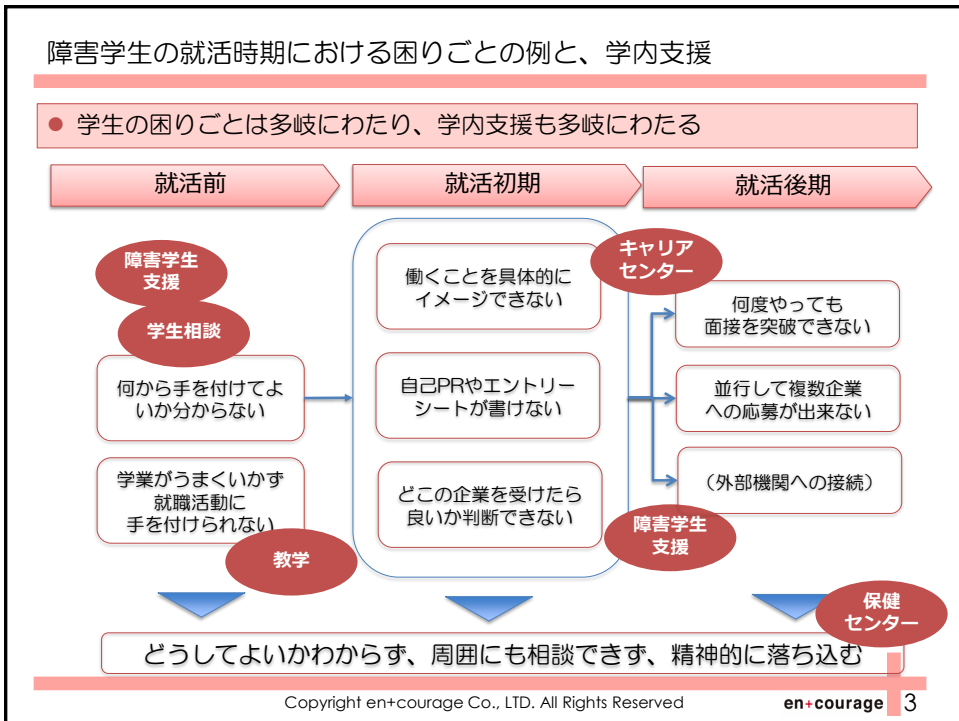 障害学生の就活時期における困りごとの例と、学内支援
● 学生の困りごとは多岐にわたり、学内支援も多岐にわたる
就活前
就活初期
就活後期
障害学生
支援
学生相談
何から手を付けてよ
いか分からない
学業がうまくいかず
就職活動に
手を付けられない
教学
働くことを具体的に
イメージできない
自己PRやエントリー
シートが書けない
どこの企業を受けたら
良いか判断できない
キャリア
センター
何度やっても
面接を突破できない
並行して複数企業
への応募が出来ない
（外部機関への接続）
障害学生
支援
保健
センター
どうしてよいかわからず、周囲にも相談できず、精神的に落ち込む
Copyright en+courage Co., LTD. All Rights Reserved
en+courage
3